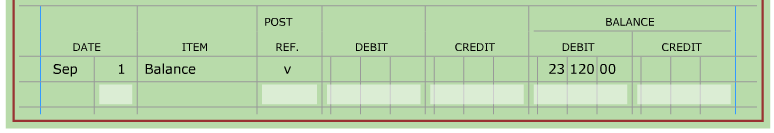 POST BALANCE
DATE ITEM REF. DEBIT CREDIT DEBIT CREDIT
Sep 1 Balance v 23 120 00